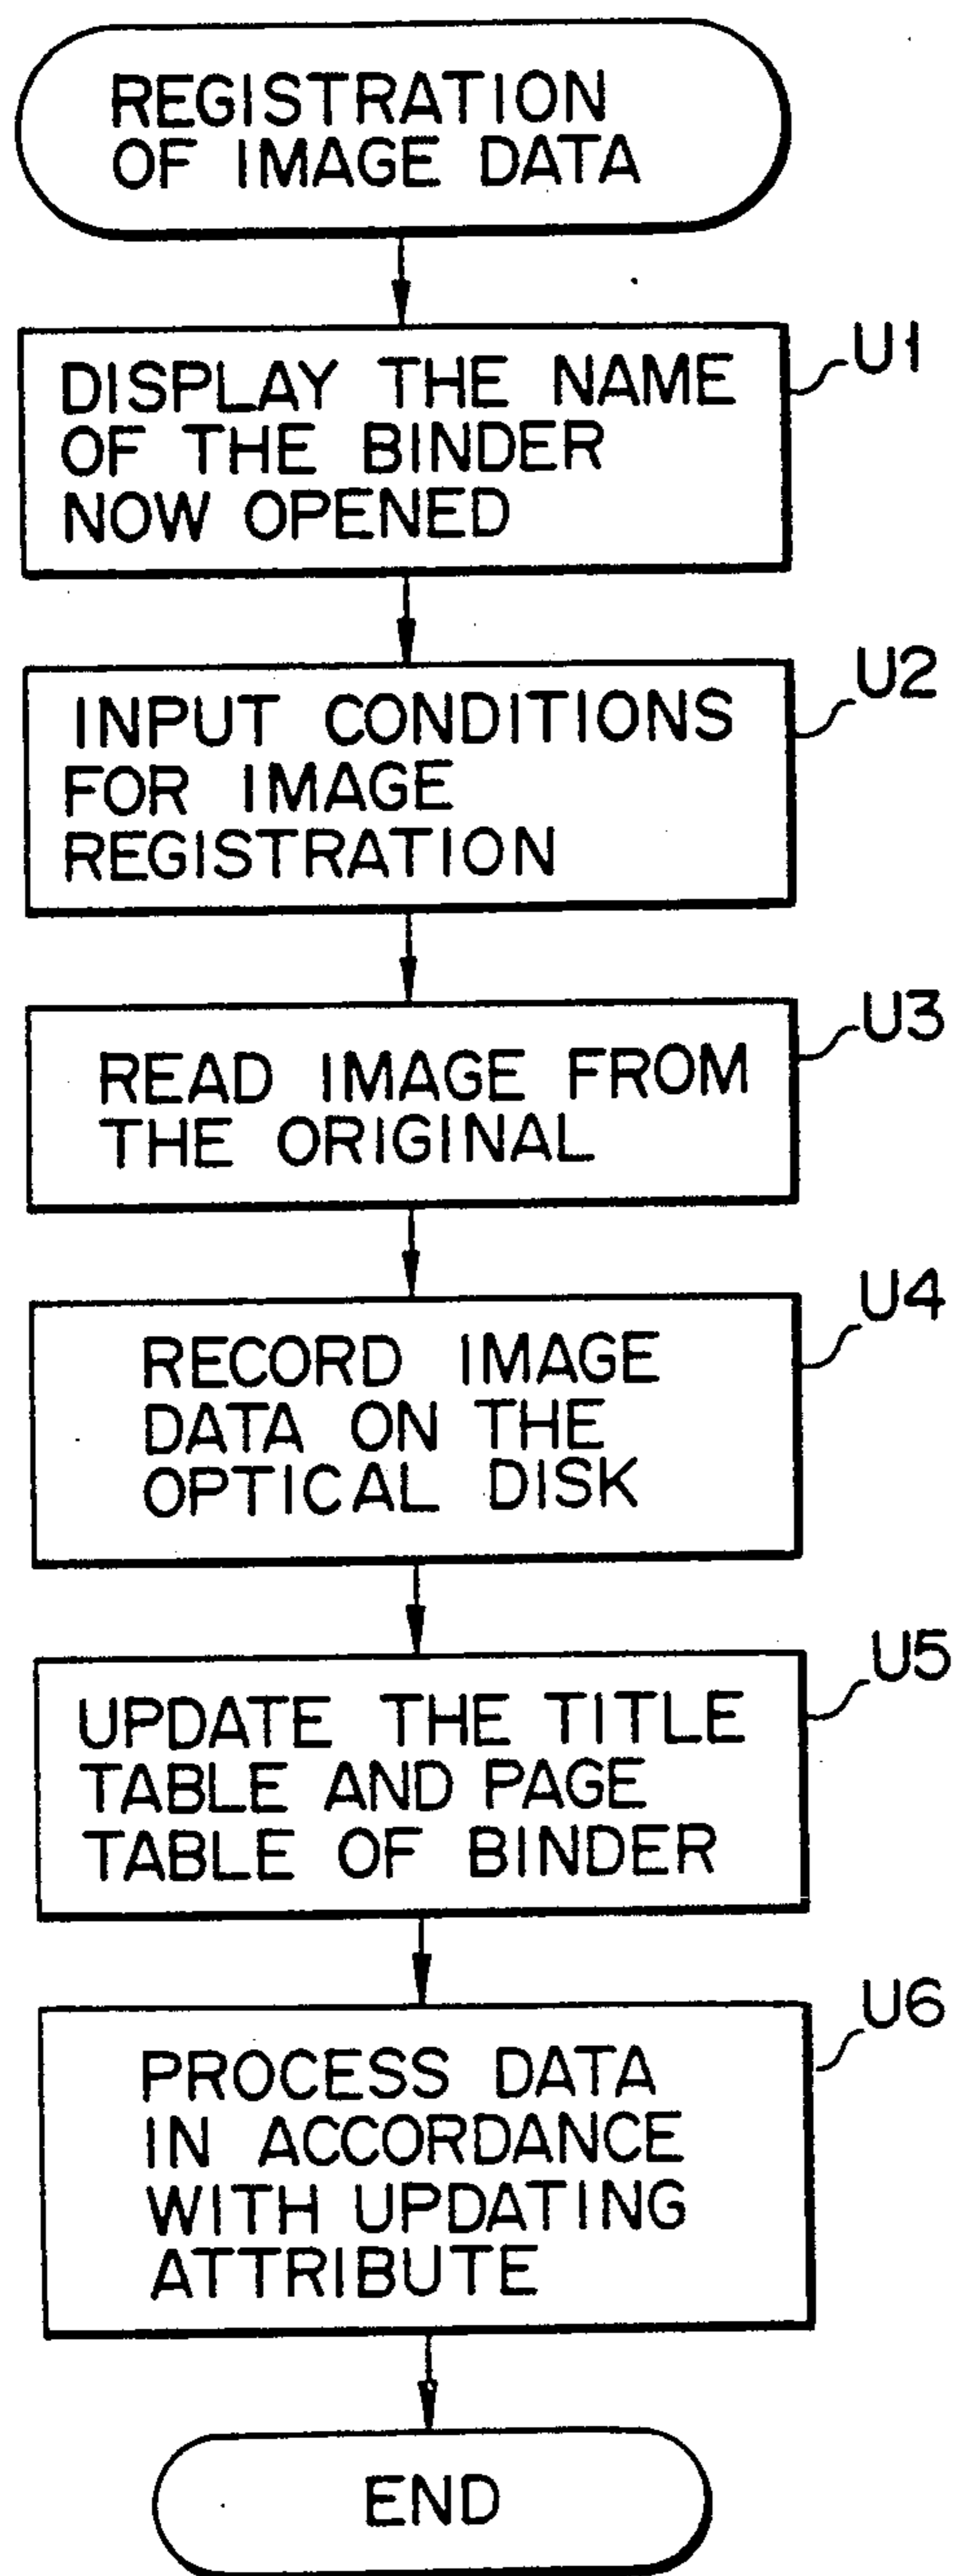 REGISTRATION
OF IMAGE DATA
U1
DISPLAY THE NAME
OF THE BINDER
NOW OPENED
U2
INPUT CONDITIONS
FOR IMAGE
REGISTRATION
U3
READ IMAGE FROM
THE ORIGINAL
U4
RECORD IMAGE
DATA ON THE
OPTICAL DISK
U5
UPDATE THE TITLE
TABLE AND PAGE
TABLE OF BINDER
U6
PROCESS DATA
IN ACCORDANCE
WITH UPDATING
ATTRIBUTE
END